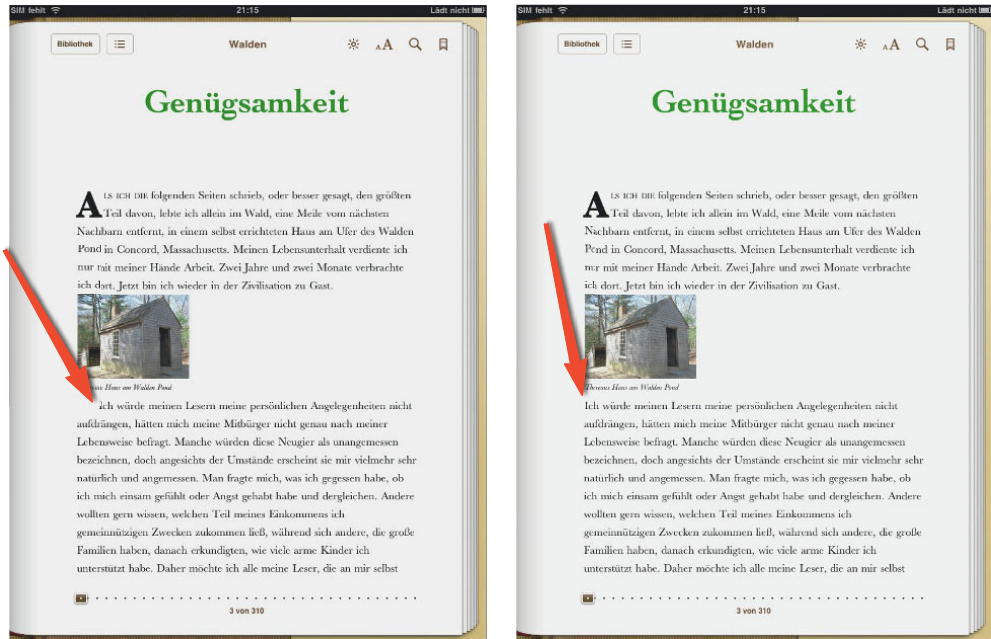 SIM fehlt 21:15 Lädt nicht
Bibliothek Walden AA
Genügsamkeit
ALS ICH DIE folgenden Seiten schrieb, oder besser gesagt, den größten
Teil davon, lebte ich allein im Wald, eine Meile vom nächsten
Nachbarn entfernt, in einem selbst errichteten Haus am Ufer des Walden
Pond in Concord, Massachusetts. Meinen Lebensunterhalt verdiente ich
nur mit meiner Hände Arbeit. Zwei Jahre und zwei Monate verbrachte
ich dort. Jetzt bin ich wieder in der Zivilisation zu Gast.
Haus am Walden Pond
Ich würde meinen Lesern meine persönlichen Angelegenheiten nicht
aufdrängen, hätten mich meine Mitbürger nicht genau nach meiner
Lebensweise befragt. Manche würden diese Neugier als unangemessen
bezeichnen, doch angesichts der Umstände erscheint sie mir vielmehr sehr
natürlich und angemessen. Man fragte mich, was ich gegessen habe, ob
ich mich einsam gefühlt oder Angst gehabt habe und dergleichen. Andere
wollten gern wissen, welchen Teil meines Einkommens ich
gemeinnützigen Zwecken zukommen ließ, während sich andere, die große
Familien haben, danach erkundigten, wie viele arme Kinder ich
unterstützt habe. Daher möchte ich alle meine Leser, die an mir selbst
3 von 310
SIM fehlt 21:15 Lädt nicht
Bibliothek Walden AA
Genügsamkeit
ALS ICH DIE folgenden Seiten schrieb, oder besser gesagt, den größten
Teil davon, lebte ich allein im Wald, eine Meile vom nächsten
Nachbarn entfernt, in einem selbst errichteten Haus am Ufer des Walden
Pond in Concord, Massachusetts. Meinen Lebensunterhalt verdiente ich
nur mit meiner Hände Arbeit. Zwei Jahre und zwei Monate verbrachte
ich dort. Jetzt bin ich wieder in der Zivilisation zu Gast.
Thoreaus Haus am Walden Pond
Ich würde meinen Lesern meine persönlichen Angelegenheiten nicht
aufdrängen, hätten mich meine Mitbürger nicht genau nach meiner
Lebensweise befragt. Manche würden diese Neugier als unangemessen
bezeichnen, doch angesichts der Umstände erscheint sie mir vielmehr sehr
natürlich und angemessen. Man fragte mich, was ich gegessen habe, ob
ich mich einsam gefühlt oder Angst gehabt habe und dergleichen. Andere
wollten gern wissen, welchen Teil meines Einkommens ich
gemeinnützigen Zwecken zukommen ließ, während sich andere, die große
Familien haben, danach erkundigten, wie viele arme Kinder ich
unterstützt habe. Daher möchte ich alle meine Leser, die an mir selbst
3 von 310